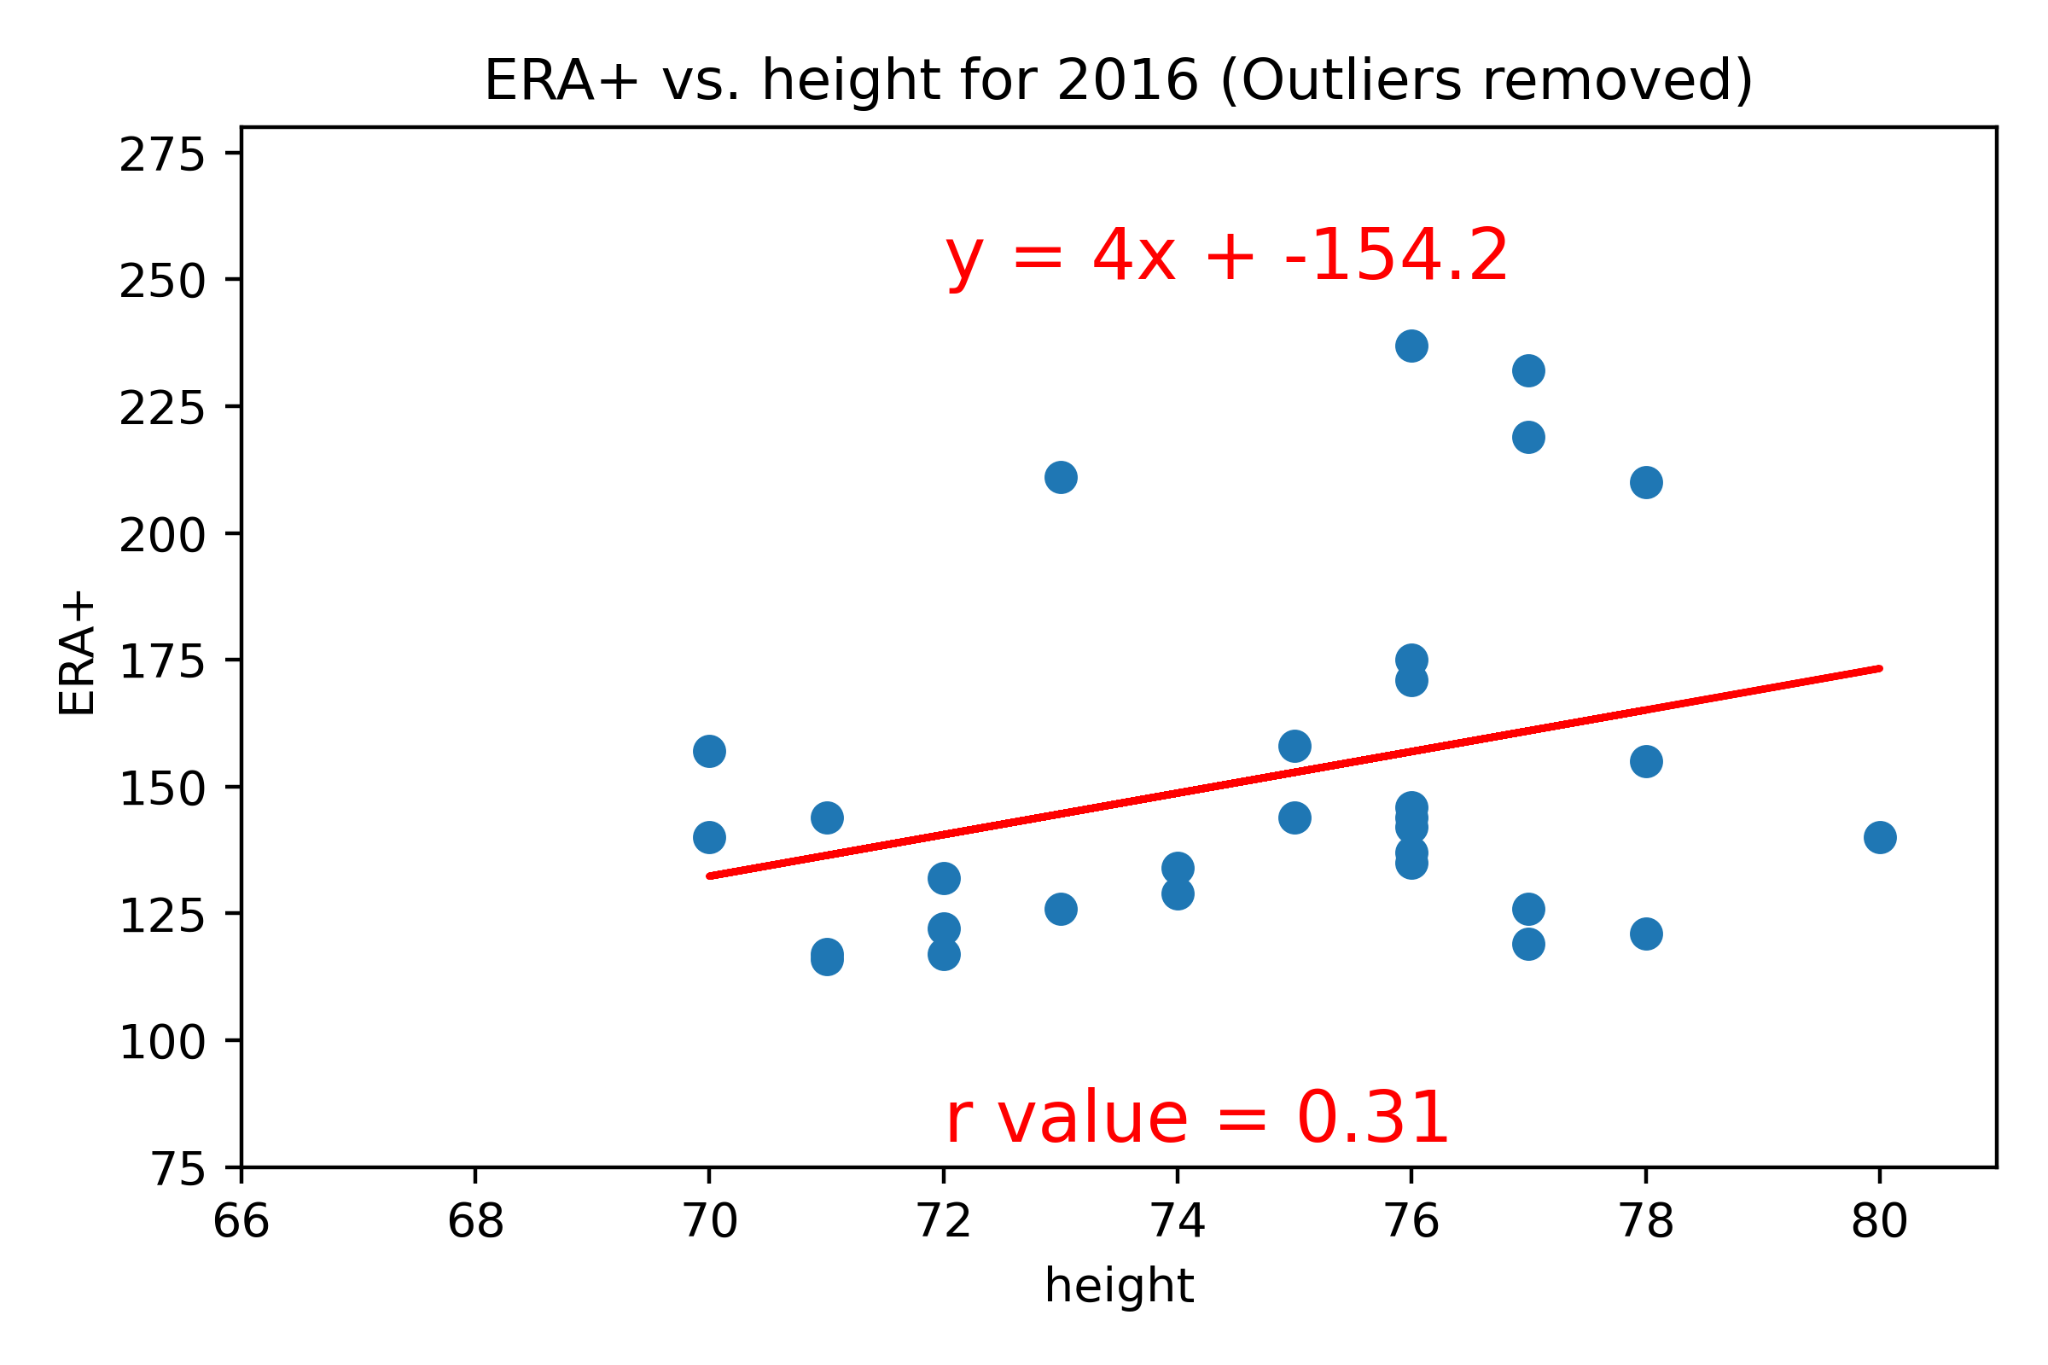 ERA+ vs. height for 2016 (Outliers removed)
275
250
225
200
175
150
125
100
75
ERA+
y = 4x + -154.2
r value = 0.31
66 68 70 72 74 76 78 80
height